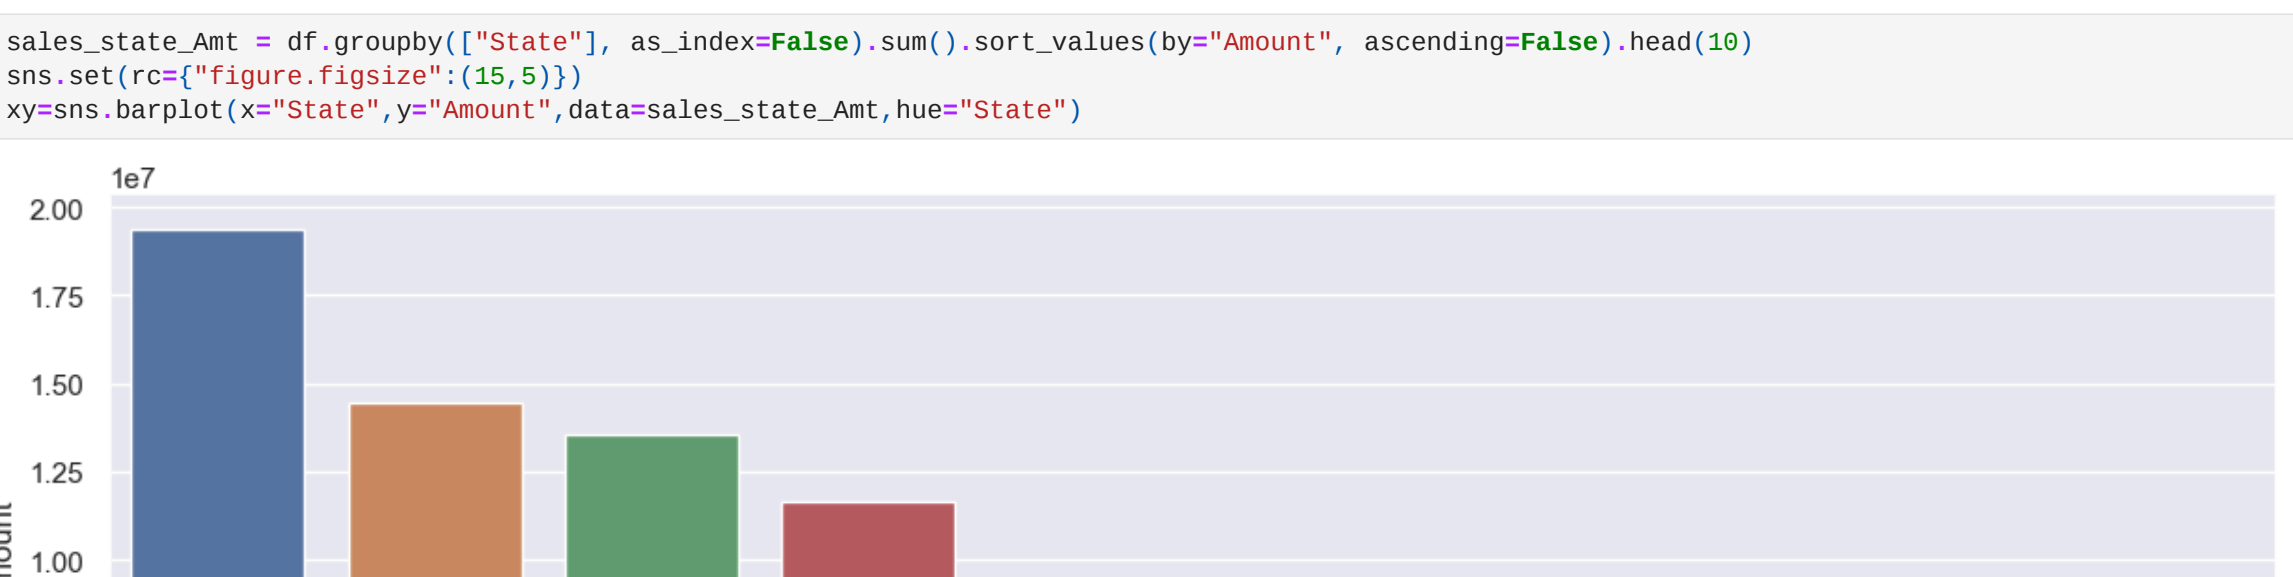 sales_state_Amt = df.groupby(["State"], as_index=False).sum().sort_values(by="Amount", ascending=False).head(10)
sns.set(rc={"figure.figsize":(15,5)})
xy=sns.barplot(x="State",y="Amount",data=sales_state_Amt,hue="State")
1e7
2.00
1.75
1.50
1.25
1.00